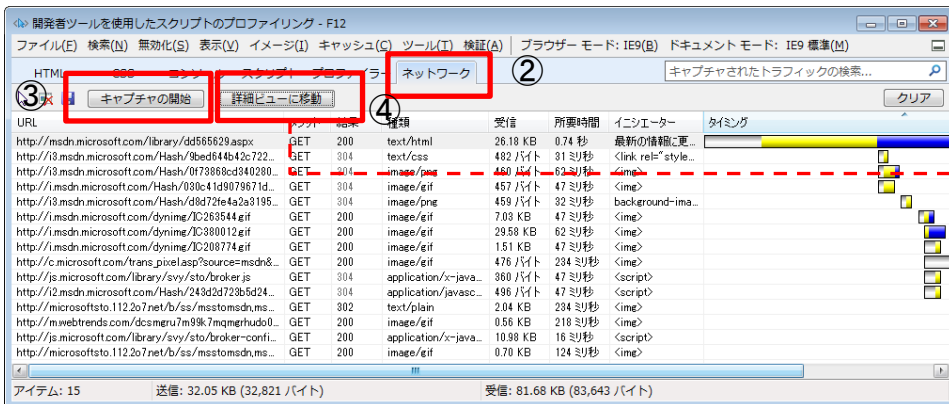 開発者ツールを使用したスクリプトのプロファイリング - F12
ファイル(F) 検索(N) 無効化(S) 表示(V) イメージ(I) キャッシュ(C) ツール(T) 検証(A) ブラウザー モード: IE9(B) ドキュメント モード: IE9 標準(M)
HTML CSS コンソール スクリプト プロファイラー ネットワーク ② キャプチャされたトラフィックの検索...
③ キャプチャの開始 詳細ビューに移動 ④ クリア
URL メソッド 結果 種類 受信 所要時間 イニシエーター タイミング
http://msdn.microsoft.com/library/dd565629.aspx GET 200 text/html 26.18 KB 0.74 秒 最新の情報に更...
http://i3.msdn.microsoft.com/Hash/9bed644b42c722... GET 304 text/css 482 バイト 31 ミリ秒 <link rel="style...
http://i3.msdn.microsoft.com/Hash/0f73868cd340280... GET 304 image/png 460 バイト 62 ミリ秒 <img>
http://i.msdn.microsoft.com/Hash/030c41d9079671d... GET 304 image/gif 457 バイト 47 ミリ秒 <img>
http://i3.msdn.microsoft.com/Hash/d8d72fe4a2a3195... GET 304 image/png 459 バイト 32 ミリ秒 background-ima...
http://i.msdn.microsoft.com/dynimg/IC263544.gif GET 200 image/gif 7.03 KB 47 ミリ秒 <img>
http://i.msdn.microsoft.com/dynimg/IC380012.gif GET 200 image/gif 29.58 KB 62 ミリ秒 <img>
http://i.msdn.microsoft.com/dynimg/IC208774.gif GET 200 image/gif 1.51 KB 47 ミリ秒 <img>
http://c.microsoft.com/trans_pixel.asp?source=msdn&... GET 200 image/gif 476 バイト 234 ミリ秒 <img>
http://js.microsoft.com/library/svy/sto/broker.js GET 304 application/x-java... 360 バイト 47 ミリ秒 <script>
http://i2.msdn.microsoft.com/Hash/243d2d723b5d24... GET 304 application/javasc... 496 バイト 47 ミリ秒 <script>
http://microsoftsto.112.2o7.net/b/ss/msstomsdn,ms... GET 302 text/plain 2.04 KB 234 ミリ秒 <img>
http://m.webtrends.com/dcsmgru7m99k7mqmgrhudo0... GET 200 image/gif 0.56 KB 218 ミリ秒 <img>
http://js.microsoft.com/library/svy/sto/broker-confi... GET 200 application/x-java... 10.98 KB 16 ミリ秒 <script>
http://microsoftsto.112.2o7.net/b/ss/msstomsdn,ms... GET 200 image/gif 0.70 KB 124 ミリ秒 <img>
アイテム: 15 送信: 32.05 KB (32,821 バイト) 受信: 81.68 KB (83,643 バイト)